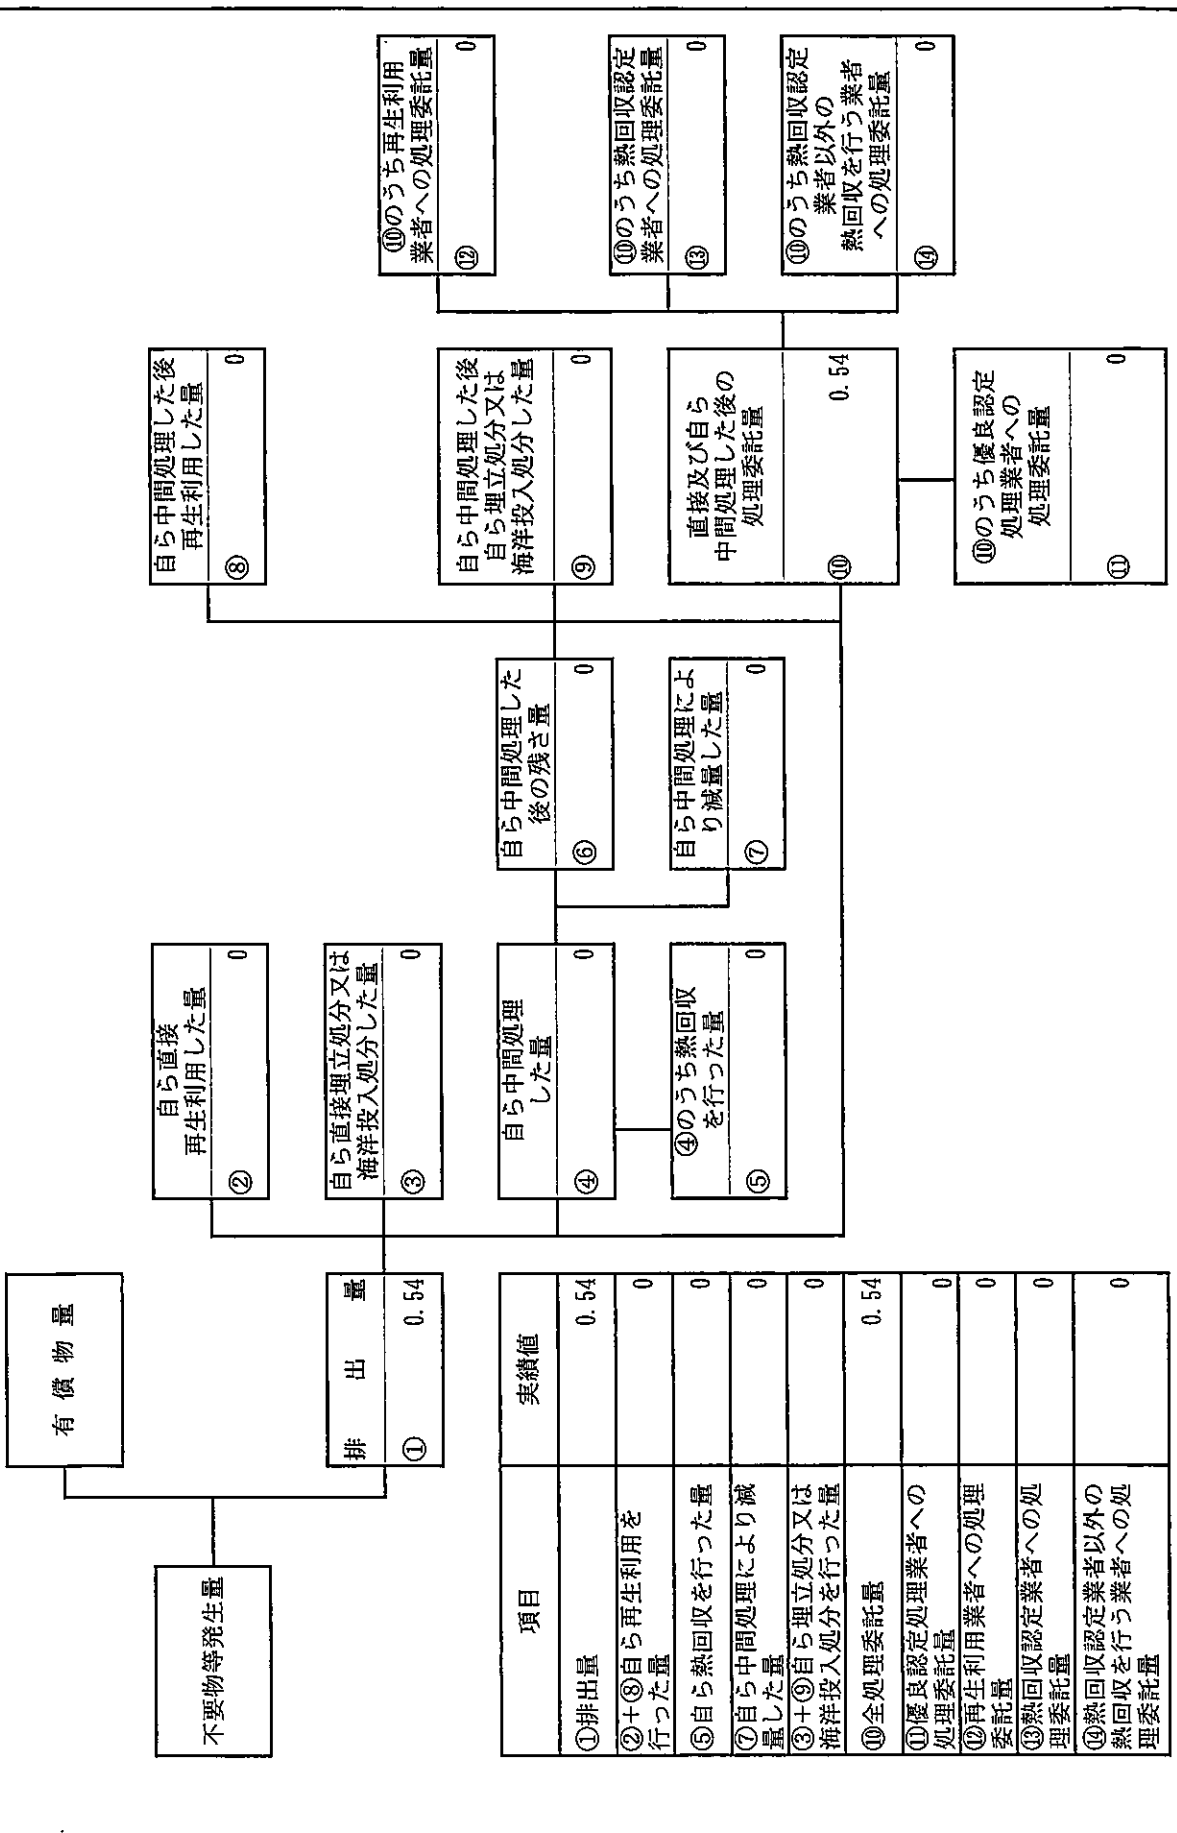 不要物等発生量
有 償 物 量
排 出 量
① 0.54
自ら直接
再生利用した量
② 0
自ら直接埋立処分又は
海洋投入処分した量
③ 0
自ら中間処理
した量
④ 0
④のうち熱回収
を行った量
⑤ 0
自ら中間処理した
後の残さ量
⑥ 0
自ら中間処理によ
り減量した量
⑦ 0
自ら中間処理した後
再生利用した量
⑧ 0
自ら中間処理した後
自ら埋立処分又は
海洋投入処分した量
⑨ 0
直接及び自ら
中間処理した後の
処理委託量
⑩ 0.54
⑩のうち優良認定
処理業者への
処理委託量
⑪ 0
⑩のうち再生利用
業者への処理委託量
⑫ 0
⑩のうち熱回収認定
業者への処理委託量
⑬ 0
⑩のうち熱回収認定
業者以外の
熱回収を行う業者
への処理委託量
⑭ 0
項目 実績値
①排出量 0.54
②+⑧自ら再生利用を
行った量 0
⑤自ら熱回収を行った量 0
⑦自ら中間処理により減
量した量 0
③+⑨自ら埋立処分又は
海洋投入処分を行った量 0
⑩全処理委託量 0.54
⑪優良認定処理業者への
処理委託量 0
⑫再生利用業者への処理
委託量 0
⑬熱回収認定業者への処
理委託量 0
⑭熱回収認定業者以外の
熱回収を行う業者への処
理委託量 0